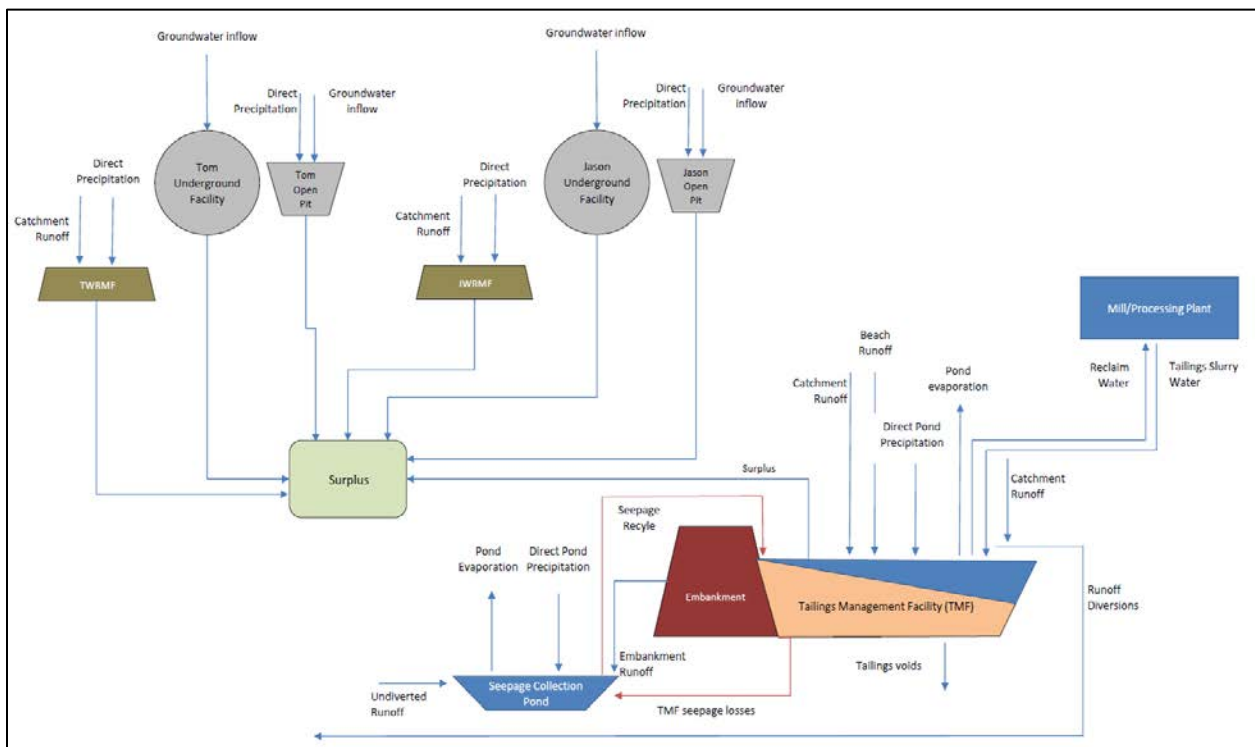 Groundwater inflow
Groundwater inflow
Direct
Precipitation
Groundwater
inflow
Direct
Precipitation
Groundwater
inflow
Direct
Precipitation
Tom
Underground
Facility
Tom
Open
Pit
Direct
Precipitation
Jason
Underground
Facility
Jason
Open
Pit
Catchment
Runoff
Catchment
Runoff
TWRMF
JWRMF
Mill/Processing Plant
Beach
Runoff
Catchment
Runoff
Pond
evaporation
Reclaim
Water
Tailings Slurry
Water
Direct Pond
Precipitation
Surplus
Surplus
Catchment
Runoff
Seepage
Recyle
Pond
Evaporation
Direct Pond
Precipitation
Embankment
Tailings Management Facility (TMF)
Runoff
Diversions
Embankment
Runoff
Tailings voids
Undiverted
Runoff
Seepage Collection
Pond
TMF seepage losses